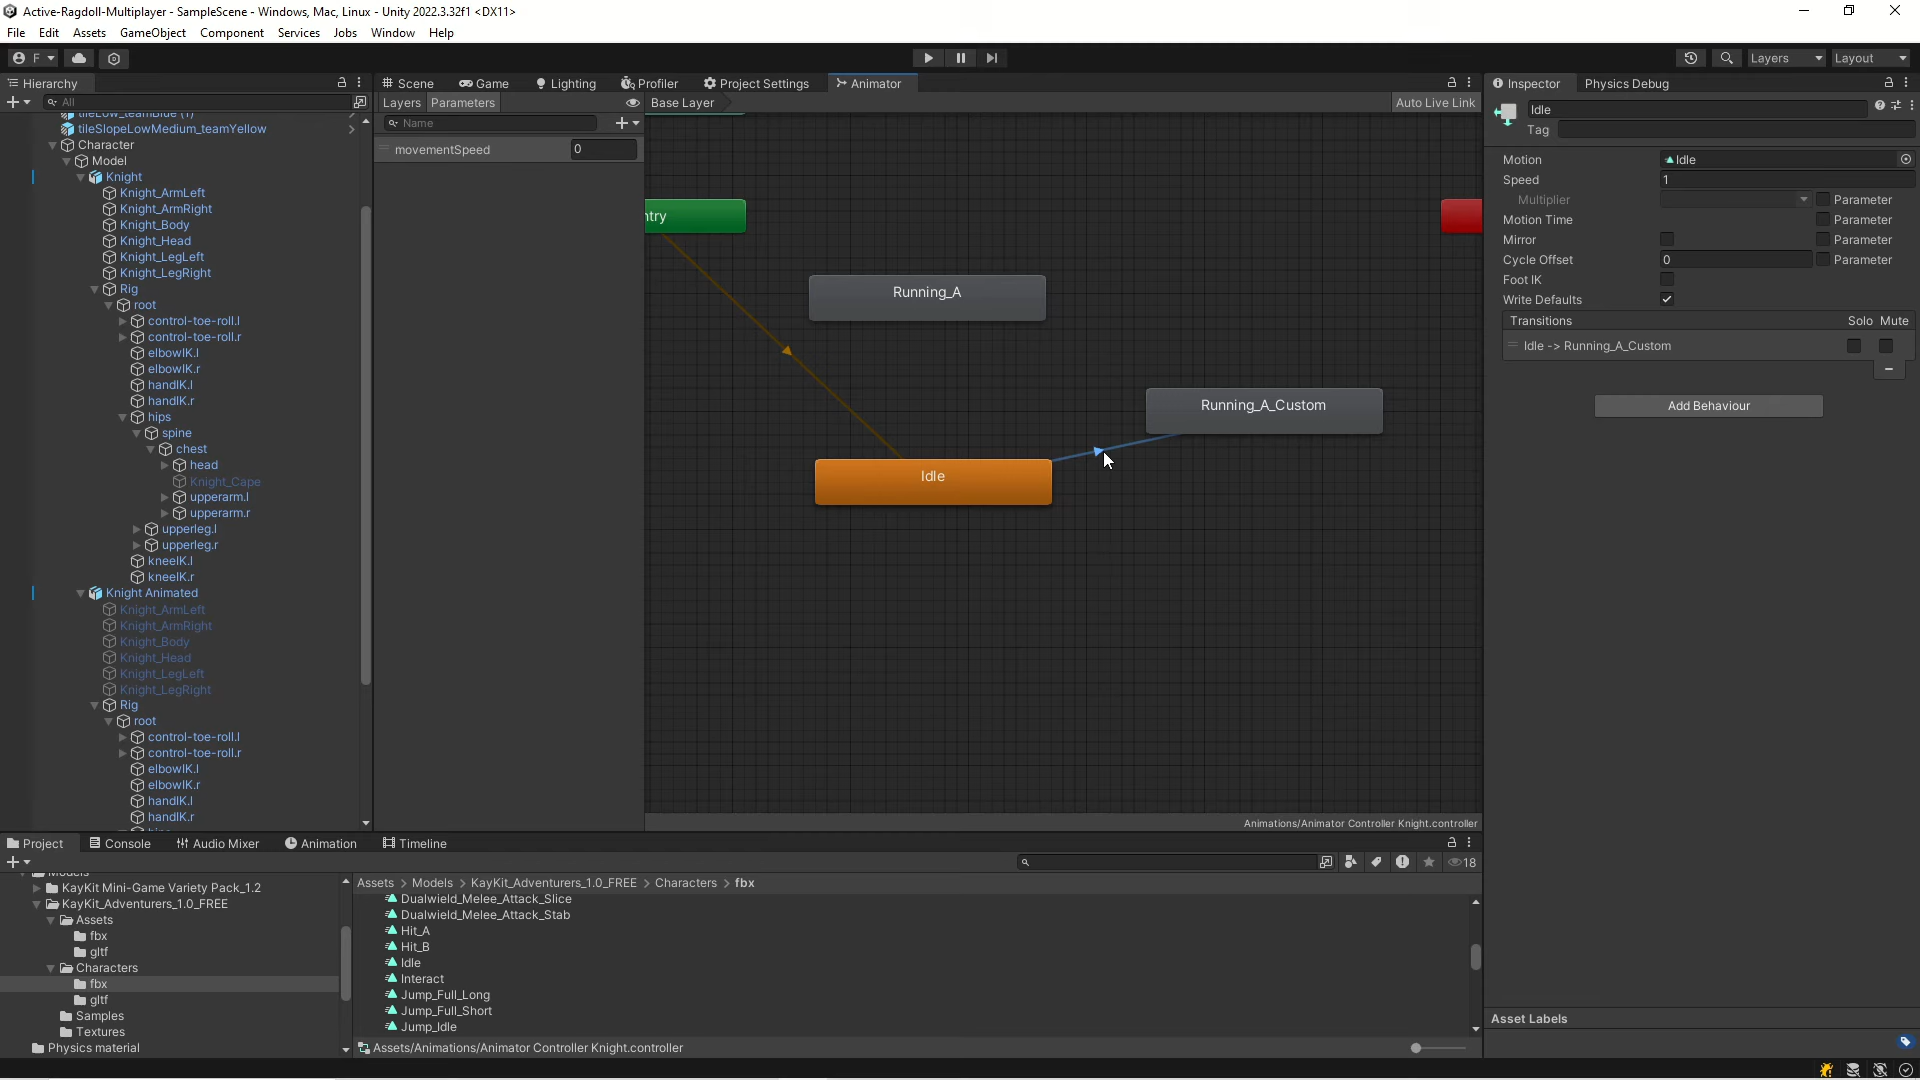 Active-Ragdoll-Multiplayer - SampleScene - Windows, Mac, Linux - Unity 2022.3.32f1 <DX11>
File Edit Assets GameObject Component Services Jobs Window Help
F Layers Layout
Hierarchy
All
tileLow_teamBlue (1)
tileSlopeLowMedium_teamYellow
Character
Model
Knight
Knight_ArmLeft
Knight_ArmRight
Knight_Body
Knight_Head
Knight_LegLeft
Knight_LegRight
Rig
root
control-toe-roll.l
control-toe-roll.r
elbowIK.l
elbowIK.r
handIK.l
handIK.r
hips
spine
chest
head
Knight_Cape
upperarm.l
upperarm.r
upperleg.l
upperleg.r
kneeIK.l
kneeIK.r
Knight Animated
Knight_ArmLeft
Knight_ArmRight
Knight_Body
Knight_Head
Knight_LegLeft
Knight_LegRight
Rig
root
control-toe-roll.l
control-toe-roll.r
elbowIK.l
elbowIK.r
handIK.l
handIK.r
Scene Game Lighting Profiler Project Settings Animator
Layers Parameters Base Layer Auto Live Link
Name
movementSpeed 0
ntry
Running_A
Running_A_Custom
Idle
Animations/Animator Controller Knight.controller
Inspector Physics Debug
Idle
Tag
Motion Idle
Speed 1
Multiplier Parameter
Motion Time Parameter
Mirror Parameter
Cycle Offset 0 Parameter
Foot IK
Write Defaults
Transitions Solo Mute
Idle -> Running_A_Custom
Add Behaviour
Asset Labels
Project Console Audio Mixer Animation Timeline
18
Models
KayKit Mini-Game Variety Pack_1.2
KayKit_Adventurers_1.0_FREE
Assets
fbx
gltf
Characters
fbx
gltf
Samples
Textures
Physics material
Assets > Models > KayKit_Adventurers_1.0_FREE > Characters > fbx
Dualwield_Melee_Attack_Slice
Dualwield_Melee_Attack_Stab
Hit_A
Hit_B
Idle
Interact
Jump_Full_Long
Jump_Full_Short
Jump_Idle
Assets/Animations/Animator Controller Knight.controller